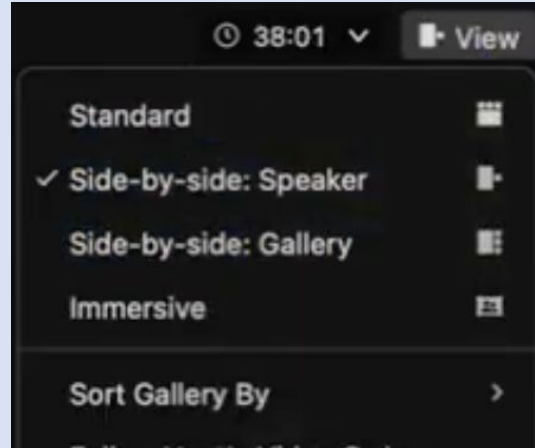 38:01 View
Standard
Side-by-side: Speaker
Side-by-side: Gallery
Immersive
Sort Gallery By